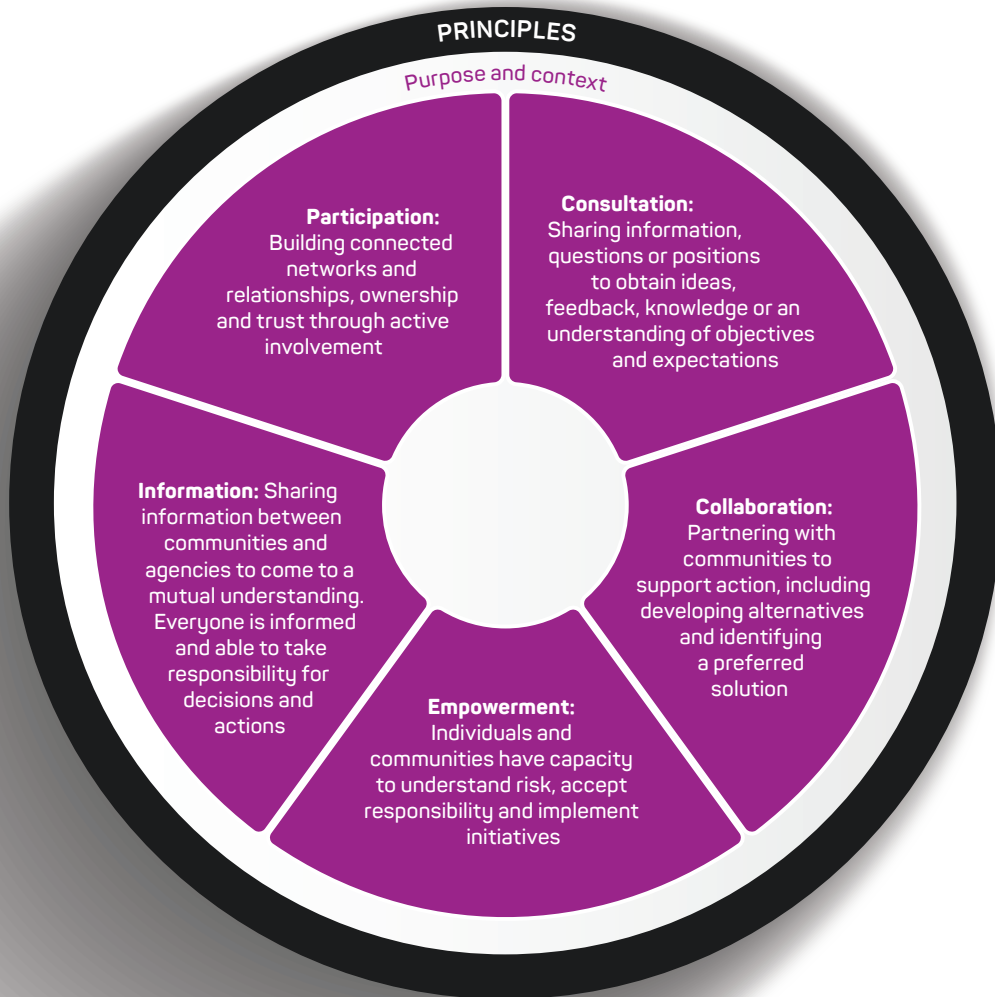 PRINCIPLES
Purpose and context
Participation:
Building connected
networks and
relationships, ownership
and trust through active
involvement
Consultation:
Sharing information,
questions or positions
to obtain ideas,
feedback, knowledge or an
understanding of objectives
and expectations
Collaboration:
Partnering with
communities to
support action, including
developing alternatives
and identifying
a preferred
solution
Empowerment:
Individuals and
communities have capacity
to understand risk, accept
responsibility and implement
initiatives
Information: Sharing
information between
communities and
agencies to come to a
mutual understanding.
Everyone is informed
and able to take
responsibility for
decisions and
actions